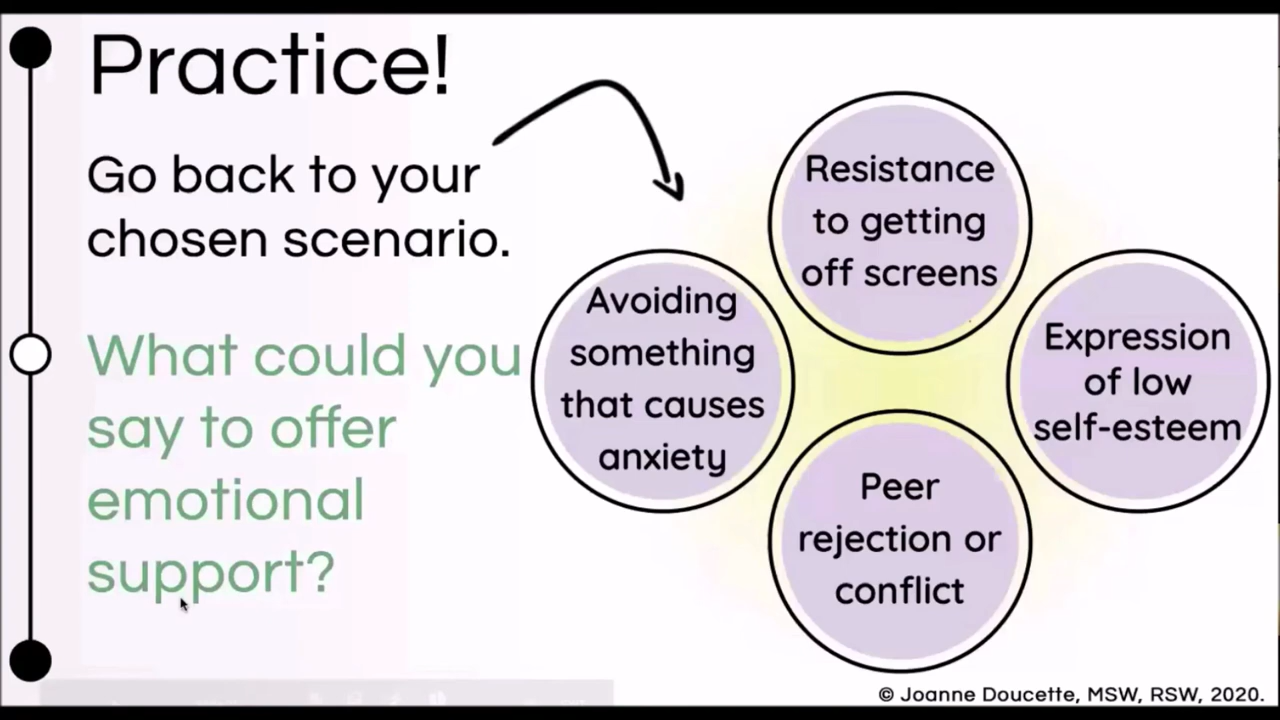 Practice!
Go back to your
chosen scenario.
What could you
say to offer
emotional
support?
Resistance
to getting
off screens
Avoiding
something
that causes
anxiety
Expression
of low
self-esteem
Peer
rejection or
conflict
© Joanne Doucette, MSW, RSW, 2020.